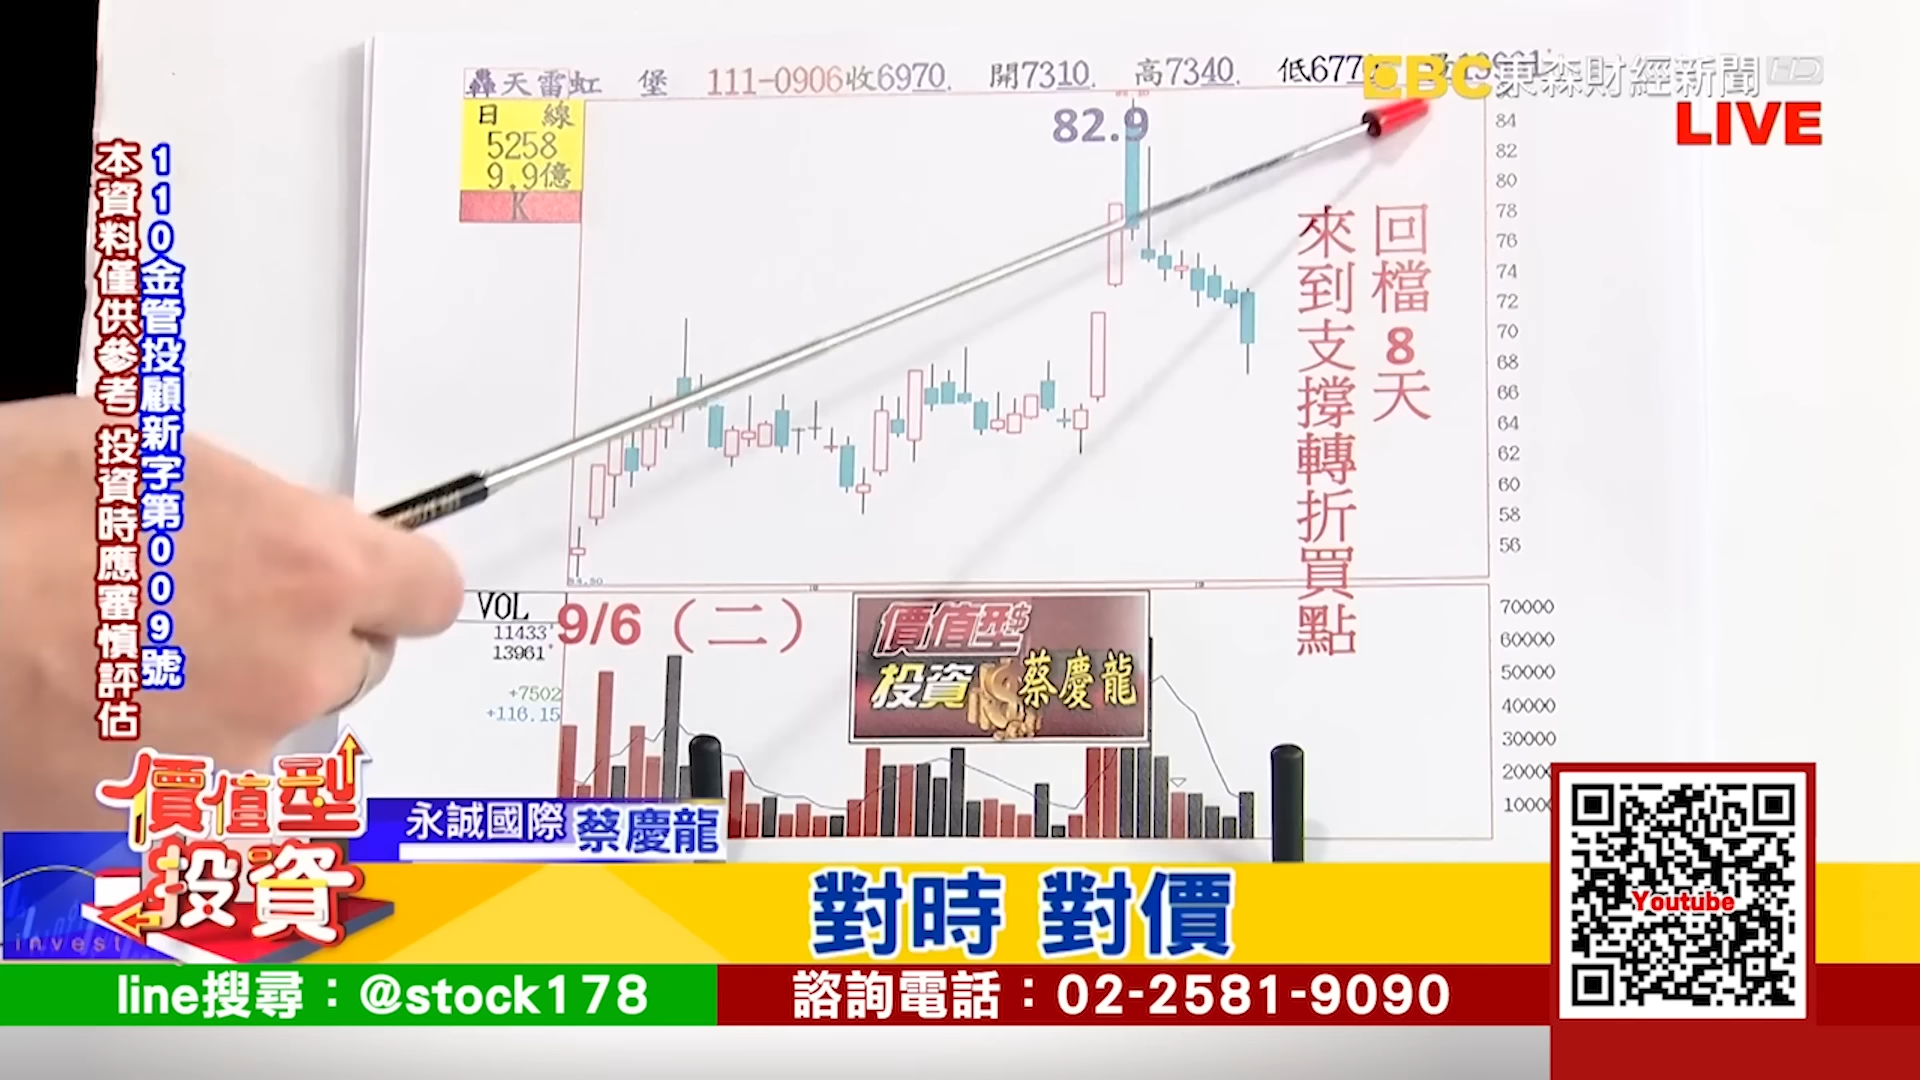 轟天雷虹 堡 111-0906收6970. 開7310. 高7340. 低677
EBC東森財經新聞HD
LIVE
日 線
5258
9.9億
K
82.9
84
82
80
78
76
74
72
70
68
66
64
62
60
58
56
回檔8天
來到支撐轉折買點
本資料僅供參考 投資時應審慎評估
110金管投顧新字第009號
VOL
11433
13961
+7502
+116.15
9/6（二）
價值型
投資 蔡慶龍
70000
60000
50000
40000
30000
20000
10000
價值型
投資
invest
永誠國際 蔡慶龍
對時 對價
Youtube
line搜尋：@stock178
諮詢電話：02-2581-9090